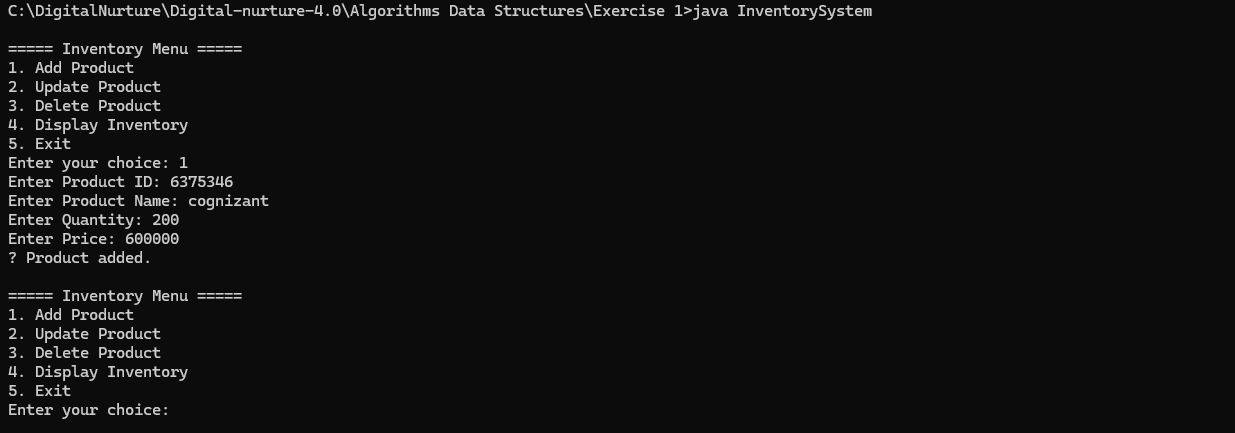 C:\DigitalNurture\Digital-nurture-4.0\Algorithms Data Structures\Exercise 1>java InventorySystem
===== Inventory Menu =====
1. Add Product
2. Update Product
3. Delete Product
4. Display Inventory
5. Exit
Enter your choice: 1
Enter Product ID: 6375346
Enter Product Name: cognizant
Enter Quantity: 200
Enter Price: 600000
? Product added.
===== Inventory Menu =====
1. Add Product
2. Update Product
3. Delete Product
4. Display Inventory
5. Exit
Enter your choice: